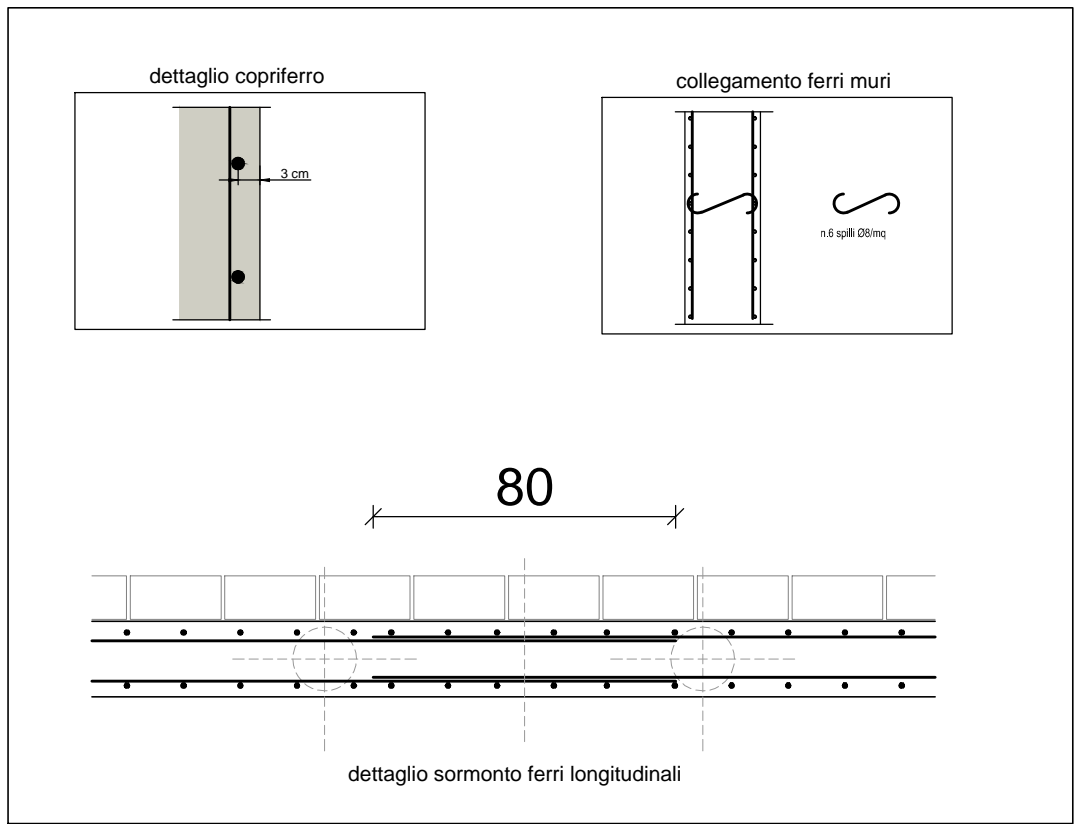 dettaglio copriferro
collegamento ferri muri
3 cm
n.6 spilli Ø8/mq
80
dettaglio sormonto ferri longitudinali